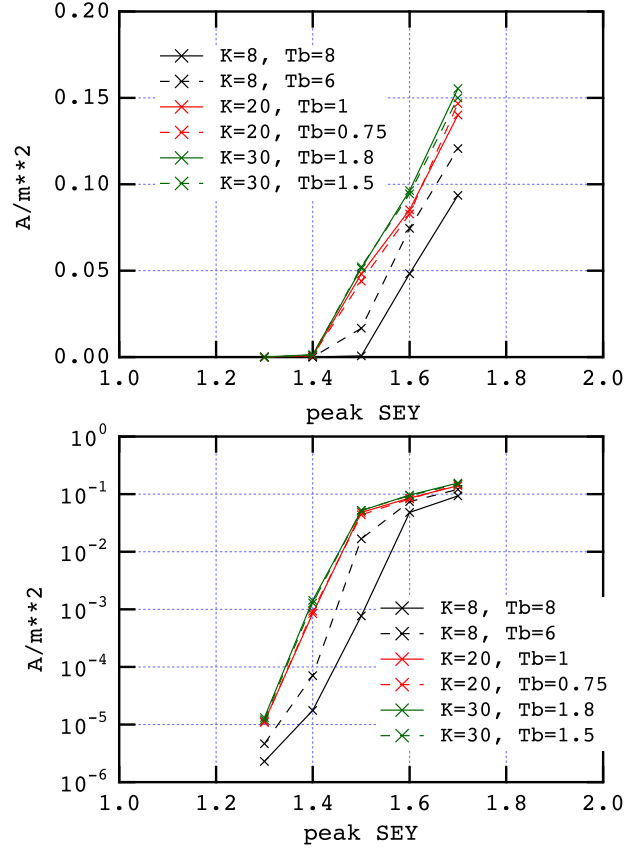 0.20
K=8, Tb=8
K=8, Tb=6
0.15
K=20, Tb=1
K=20, Tb=0.75
K=30, Tb=1.8
K=30, Tb=1.5
0.10
A/m**2
0.05
0.00
1.0 1.2 1.4 1.6 1.8 2.0
peak SEY
10^0
10^-1
10^-2
10^-3
10^-4
10^-5
10^-6
A/m**2
K=8, Tb=8
K=8, Tb=6
K=20, Tb=1
K=20, Tb=0.75
K=30, Tb=1.8
K=30, Tb=1.5
1.0 1.2 1.4 1.6 1.8 2.0
peak SEY